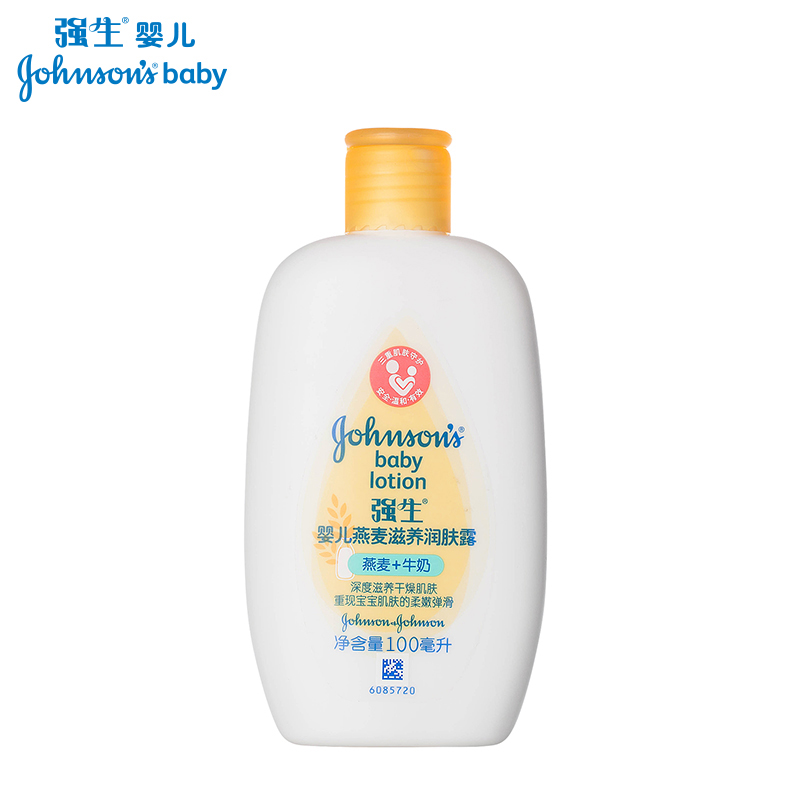 强生® 婴儿
Johnson's® baby
三重肌肤守护
安全·温和·有效
Johnson's®
baby
lotion
强生®
婴儿燕麦滋养润肤露
燕麦+牛奶
深度滋养干燥肌肤
重现宝宝肌肤的柔嫩弹滑
Johnson & Johnson
净含量100毫升
6085720